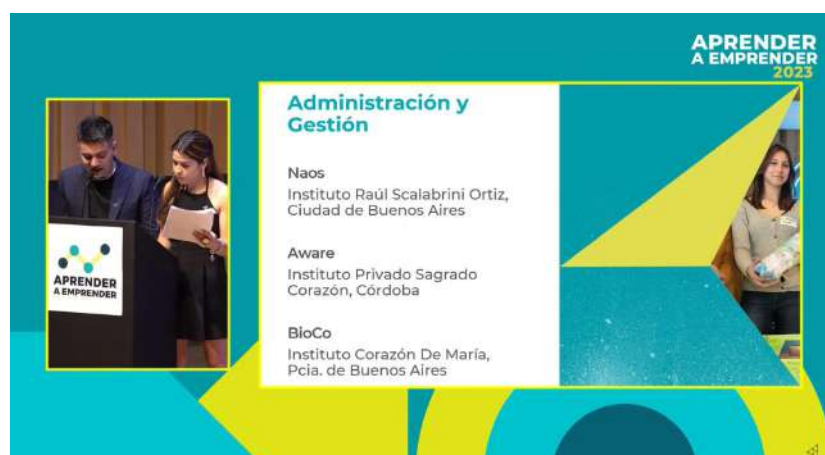 APRENDER
A EMPRENDER
2023
Administración y
Gestión
Naos
Instituto Raúl Scalabrini Ortiz,
Ciudad de Buenos Aires
Aware
Instituto Privado Sagrado
Corazón, Córdoba
BioCo
Instituto Corazón De María,
Pcia. de Buenos Aires
APRENDER
A EMPRENDER